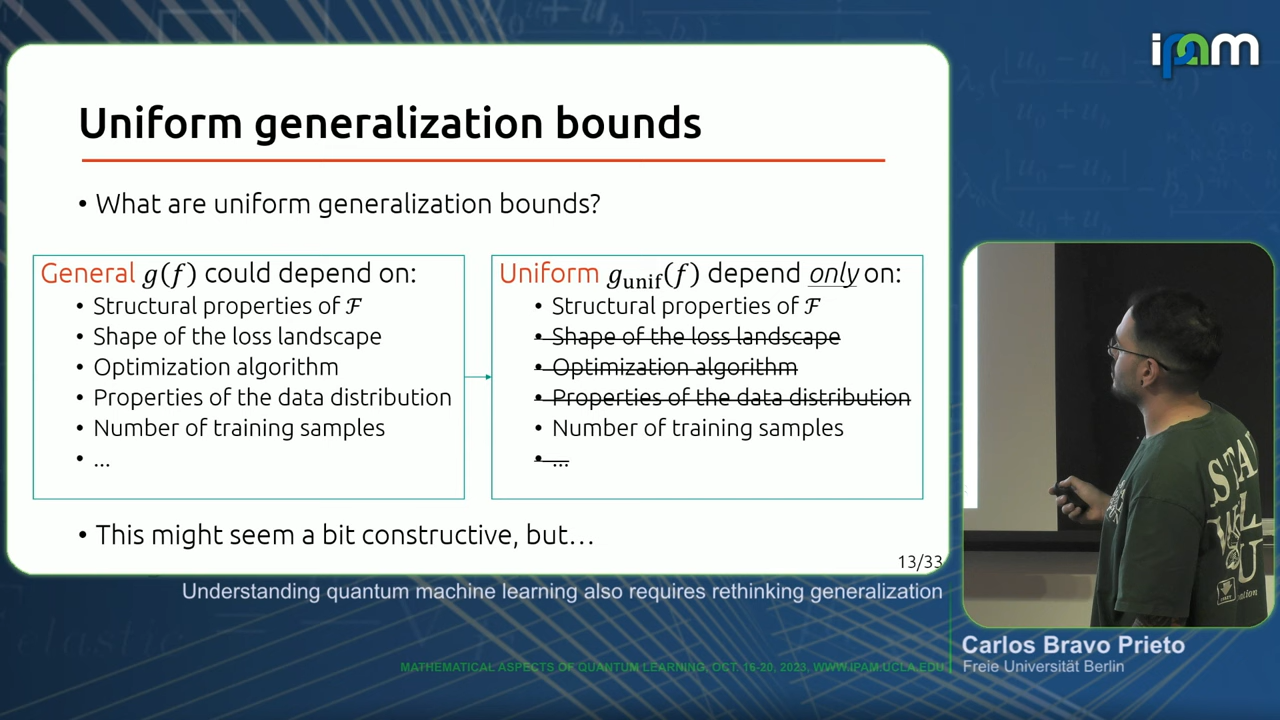 ipam
Uniform generalization bounds
• What are uniform generalization bounds?
General g(f) could depend on:
• Structural properties of ℱ
• Shape of the loss landscape
• Optimization algorithm
• Properties of the data distribution
• Number of training samples
• ...
Uniform g_unif(f) depend only on:
• Structural properties of ℱ
• Shape of the loss landscape
• Optimization algorithm
• Properties of the data distribution
• Number of training samples
• ...
• This might seem a bit constructive, but…
13/33
Understanding quantum machine learning also requires rethinking generalization
MATHEMATICAL ASPECTS OF QUANTUM LEARNING, OCT. 16-20, 2023, WWW.IPAM.UCLA.EDU
Carlos Bravo Prieto
Freie Universität Berlin